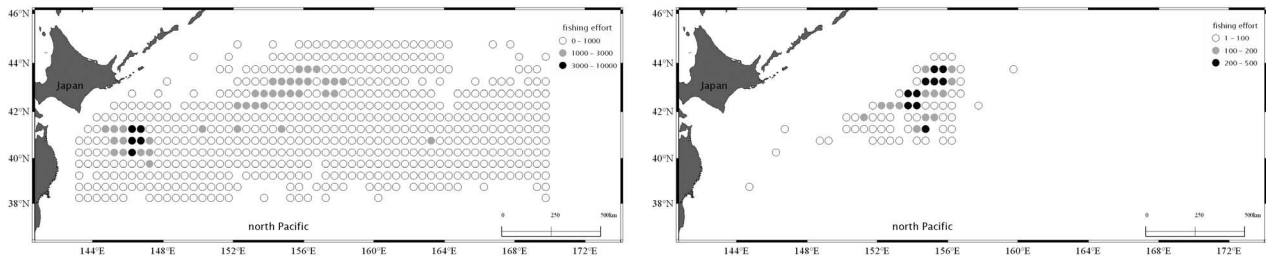 46°N
44°N
42°N
40°N
38°N
Japan
north Pacific
fishing effort
0 – 1000
1000 – 3000
3000 – 10000
0 250 500km
144°E 148°E 152°E 156°E 160°E 164°E 168°E 172°E
46°N
44°N
42°N
40°N
38°N
Japan
north Pacific
fishing effort
1 – 100
100 – 200
200 – 500
0 250 500km
144°E 148°E 152°E 156°E 160°E 164°E 168°E 172°E